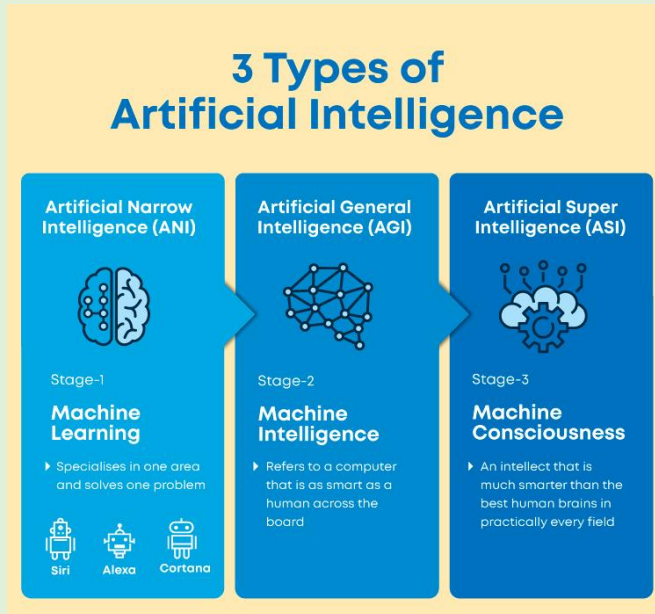 3 Types of
Artificial Intelligence
Artificial Narrow
Intelligence (ANI)
Stage-1
Machine
Learning
Specialises in one area
and solves one problem
Siri
Alexa
Cortana
Artificial General
Intelligence (AGI)
Stage-2
Machine
Intelligence
Refers to a computer
that is as smart as a
human across the
board
Artificial Super
Intelligence (ASI)
Stage-3
Machine
Consciousness
An intellect that is
much smarter than the
best human brains in
practically every field